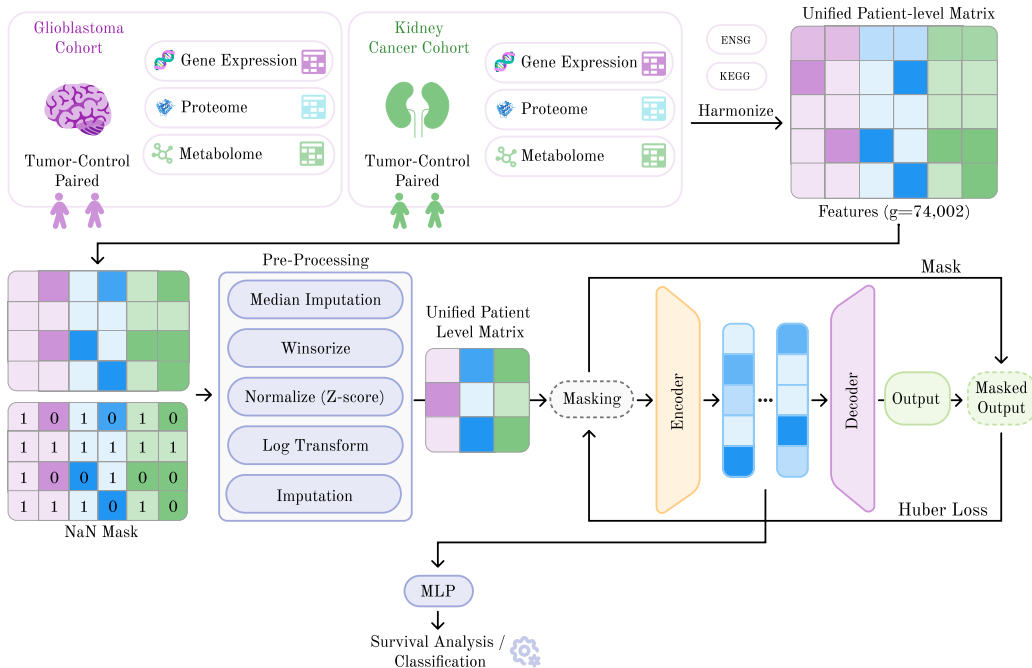 Glioblastoma
Cohort
Gene Expression
Proteome
Metabolome
Tumor-Control
Paired
Kidney
Cancer Cohort
Gene Expression
Proteome
Metabolome
Tumor-Control
Paired
ENSG
KEGG
Harmonize
Unified Patient-level Matrix
Features (g=74,002)
1 0 1 0 1 0
1 1 1 1 1 1
1 0 0 1 0 0
1 1 1 0 1 0
NaN Mask
Pre-Processing
Median Imputation
Winsorize
Normalize (Z-score)
Log Transform
Imputation
Unified Patient
Level Matrix
Masking
Mask
Encoder
...
Decoder
Output
Masked
Output
Huber Loss
MLP
Survival Analysis /
Classification